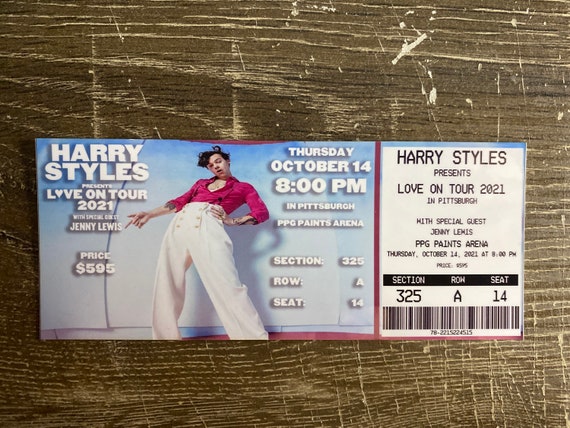 HARRY
STYLES
PRESENTS
L♥VE ON TOUR
2021
WITH SPECIAL GUEST
JENNY LEWIS
PRICE
$595
THURSDAY
OCTOBER 14
8:00 PM
IN PITTSBURGH
PPG PAINTS ARENA
SECTION: 325
ROW: A
SEAT: 14
HARRY STYLES
PRESENTS
LOVE ON TOUR 2021
IN PITTSBURGH
WITH SPECIAL GUEST
JENNY LEWIS
PPG PAINTS ARENA
THURSDAY, OCTOBER 14, 2021 AT 8:00 PM
PRICE: $595
SECTION ROW SEAT
325 A 14
78-2215224515